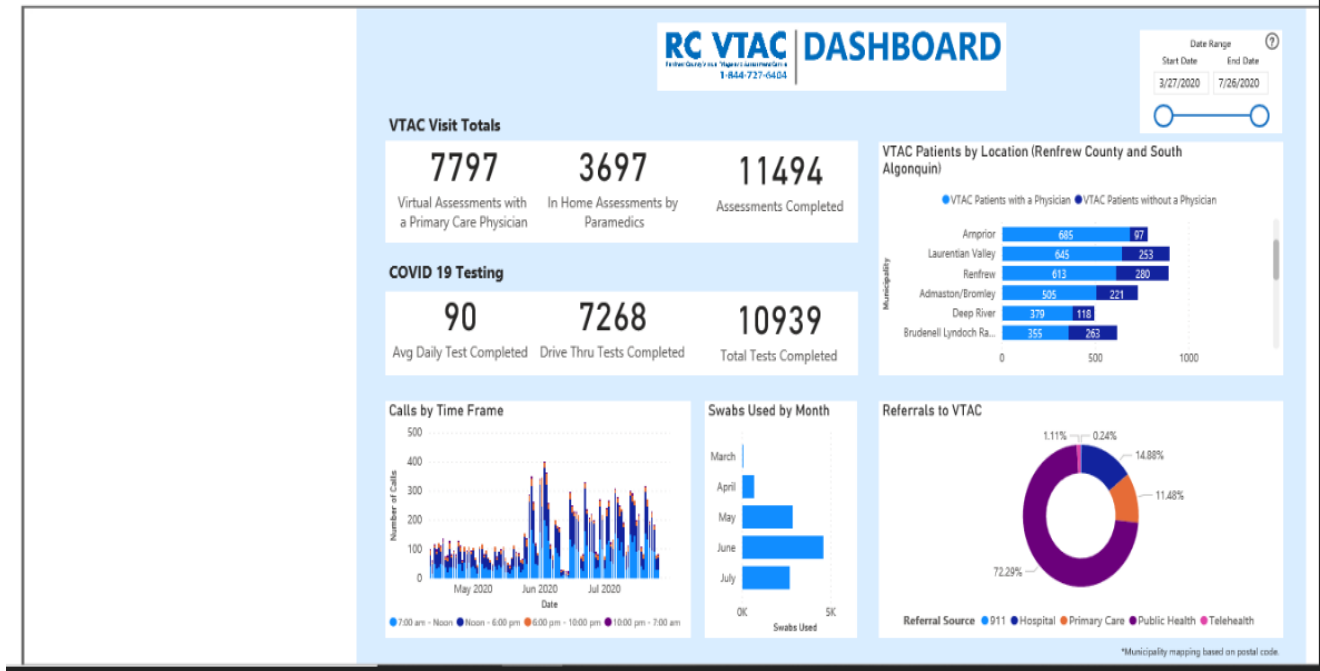 RC VTAC DASHBOARD
1-844-727-6404
Date Range
?
Start Date End Date
3/27/2020 7/26/2020
VTAC Visit Totals
7797 3697 11494
Virtual Assessments with In Home Assessments by Assessments Completed
a Primary Care Physician Paramedics
COVID 19 Testing
90 7268 10939
Avg Daily Test Completed Drive Thru Tests Completed Total Tests Completed
VTAC Patients by Location (Renfrew County and South
Algonquin)
VTAC Patients with a Physician VTAC Patients without a Physician
Municipality
Arnprior 685 97
Laurentian Valley 645 253
Renfrew 613 280
Admaston/Bromley 505 221
Deep River 379 118
Brudenell Lyndoch Ra... 355 263
0 500 1000
Calls by Time Frame
Number of Calls
500
400
300
200
100
0
May 2020 Jun 2020 Jul 2020
Date
7:00 am - Noon Noon - 6:00 pm 6:00 pm - 10:00 pm 10:00 pm - 7:00 am
Swabs Used by Month
March
April
May
June
July
0K 5K
Swabs Used
Referrals to VTAC
1.11% 0.24%
14.88%
11.48%
72.29%
Referral Source 911 Hospital Primary Care Public Health Telehealth
*Municipality mapping based on postal code.